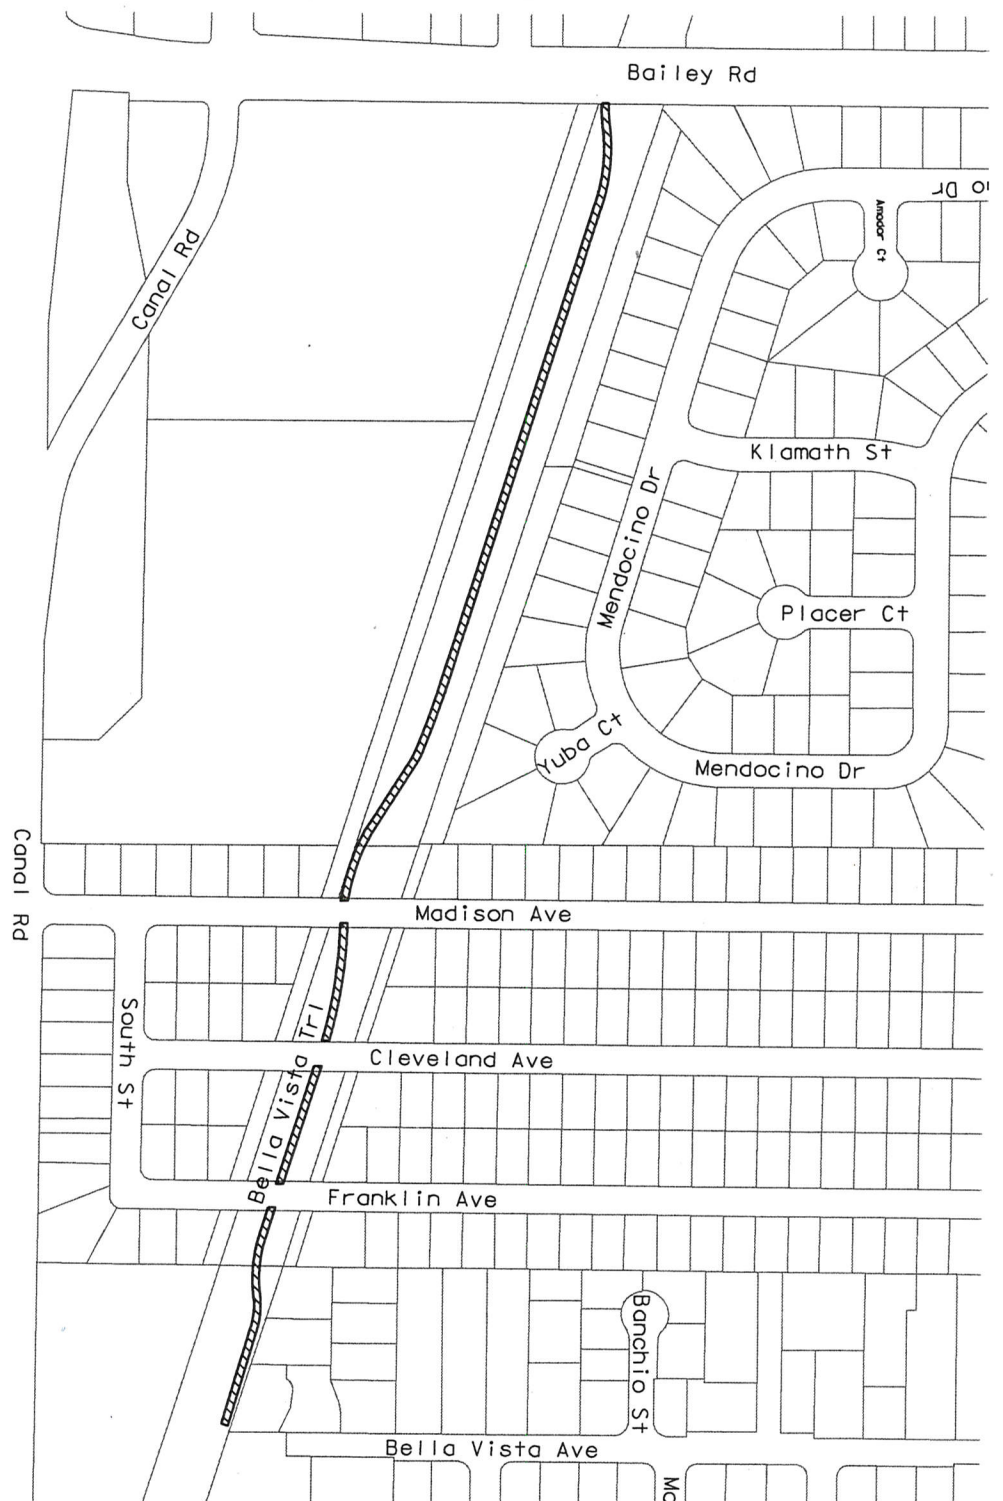 Bailey Rd
Amador Ct
Canal Rd
Klamath St
Mendocino Dr
Placer Ct
Yuba Ct
Mendocino Dr
Canal Rd
Madison Ave
South St
Bella Vista Trl
Cleveland Ave
Franklin Ave
Banchio St
Bella Vista Ave